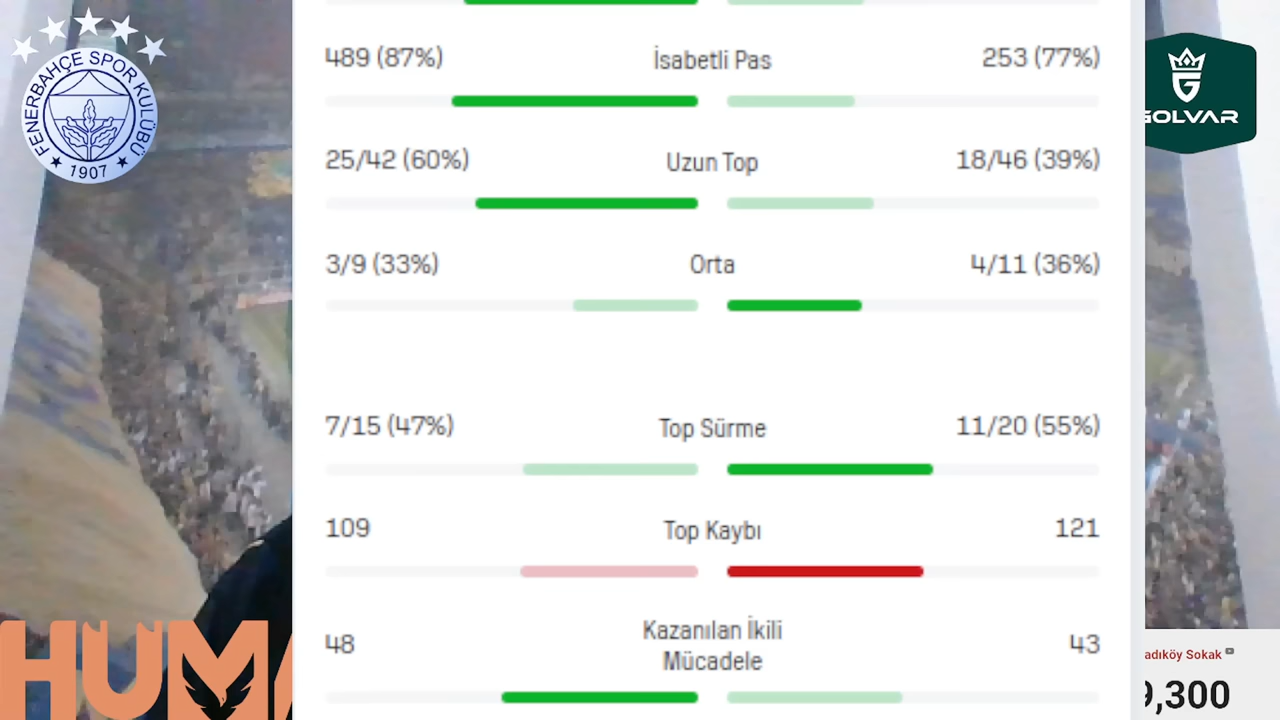 FENERBAHÇE SPOR KULÜBÜ
1907
489 (87%) İsabetli Pas 253 (77%)
25/42 (60%) Uzun Top 18/46 (39%)
3/9 (33%) Orta 4/11 (36%)
7/15 (47%) Top Sürme 11/20 (55%)
109 Top Kaybı 121
48 Kazanılan İkili Mücadele 43
GOLVAR
HUMA
adıköy Sokak
9,300